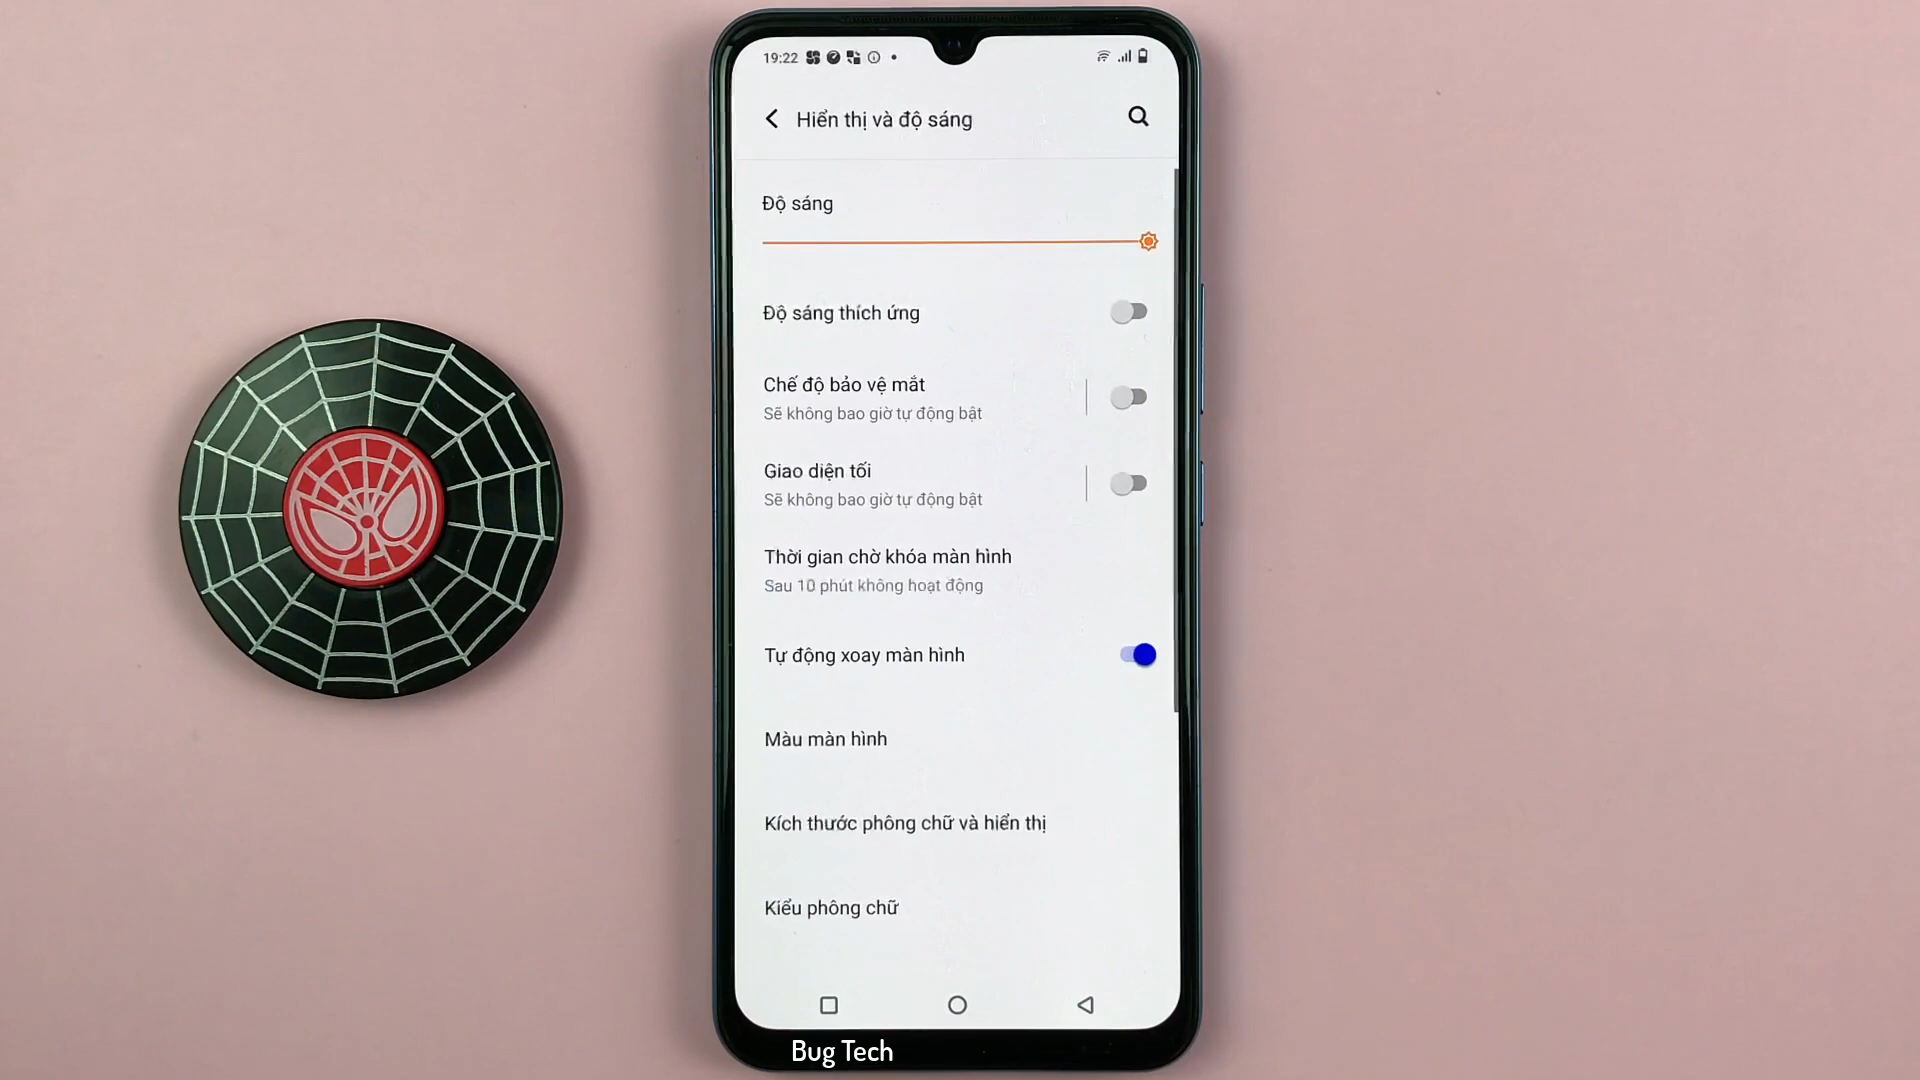 19:22
Hiển thị và độ sáng
Độ sáng
Độ sáng thích ứng
Chế độ bảo vệ mắt
Sẽ không bao giờ tự động bật
Giao diện tối
Sẽ không bao giờ tự động bật
Thời gian chờ khóa màn hình
Sau 10 phút không hoạt động
Tự động xoay màn hình
Màu màn hình
Kích thước phông chữ và hiển thị
Kiểu phông chữ
Bug Tech